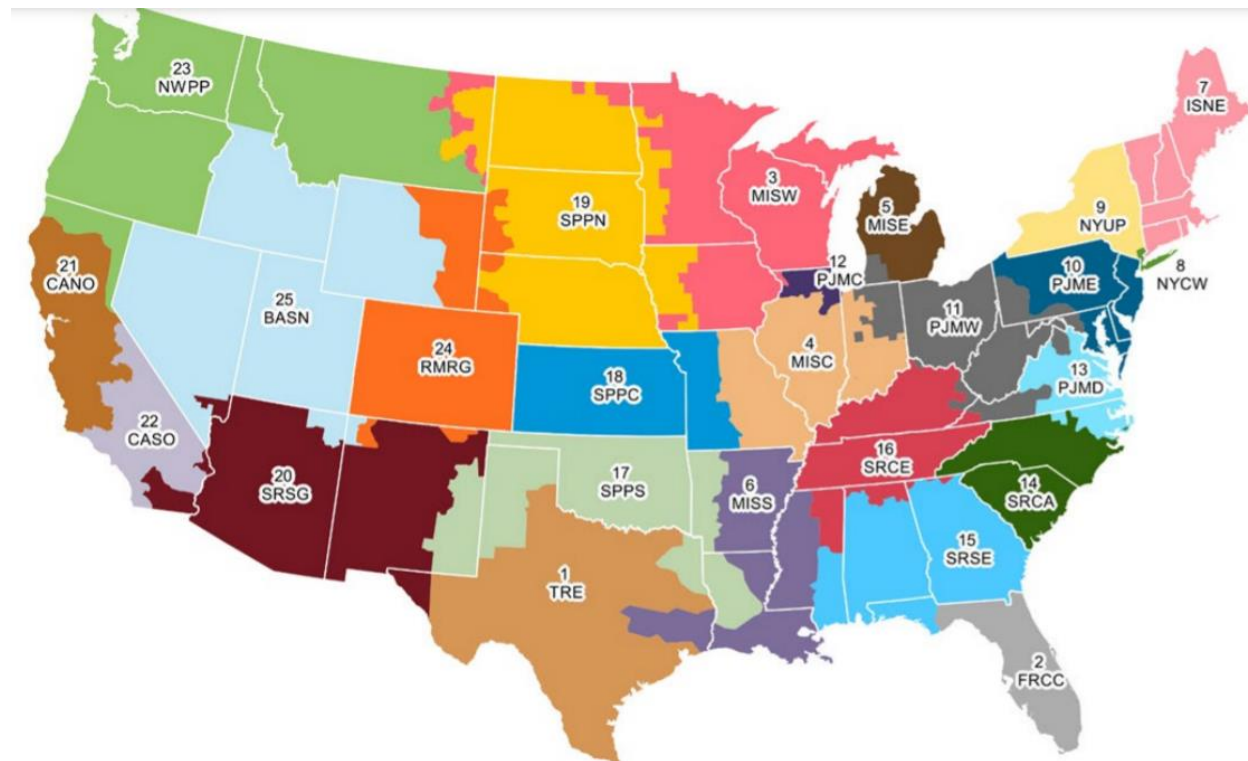 23
NWPP
7
ISNE
3
MISW
19
SPPN
5
MISE
9
NYUP
12
PJMC
10
PJME
8
NYCW
21
CANO
25
BASN
11
PJMW
4
MISC
24
RMRG
18
SPPC
13
PJMD
22
CASO
16
SRCE
20
SRSG
17
SPPS
6
MISS
14
SRCA
15
SRSE
1
TRE
2
FRCC